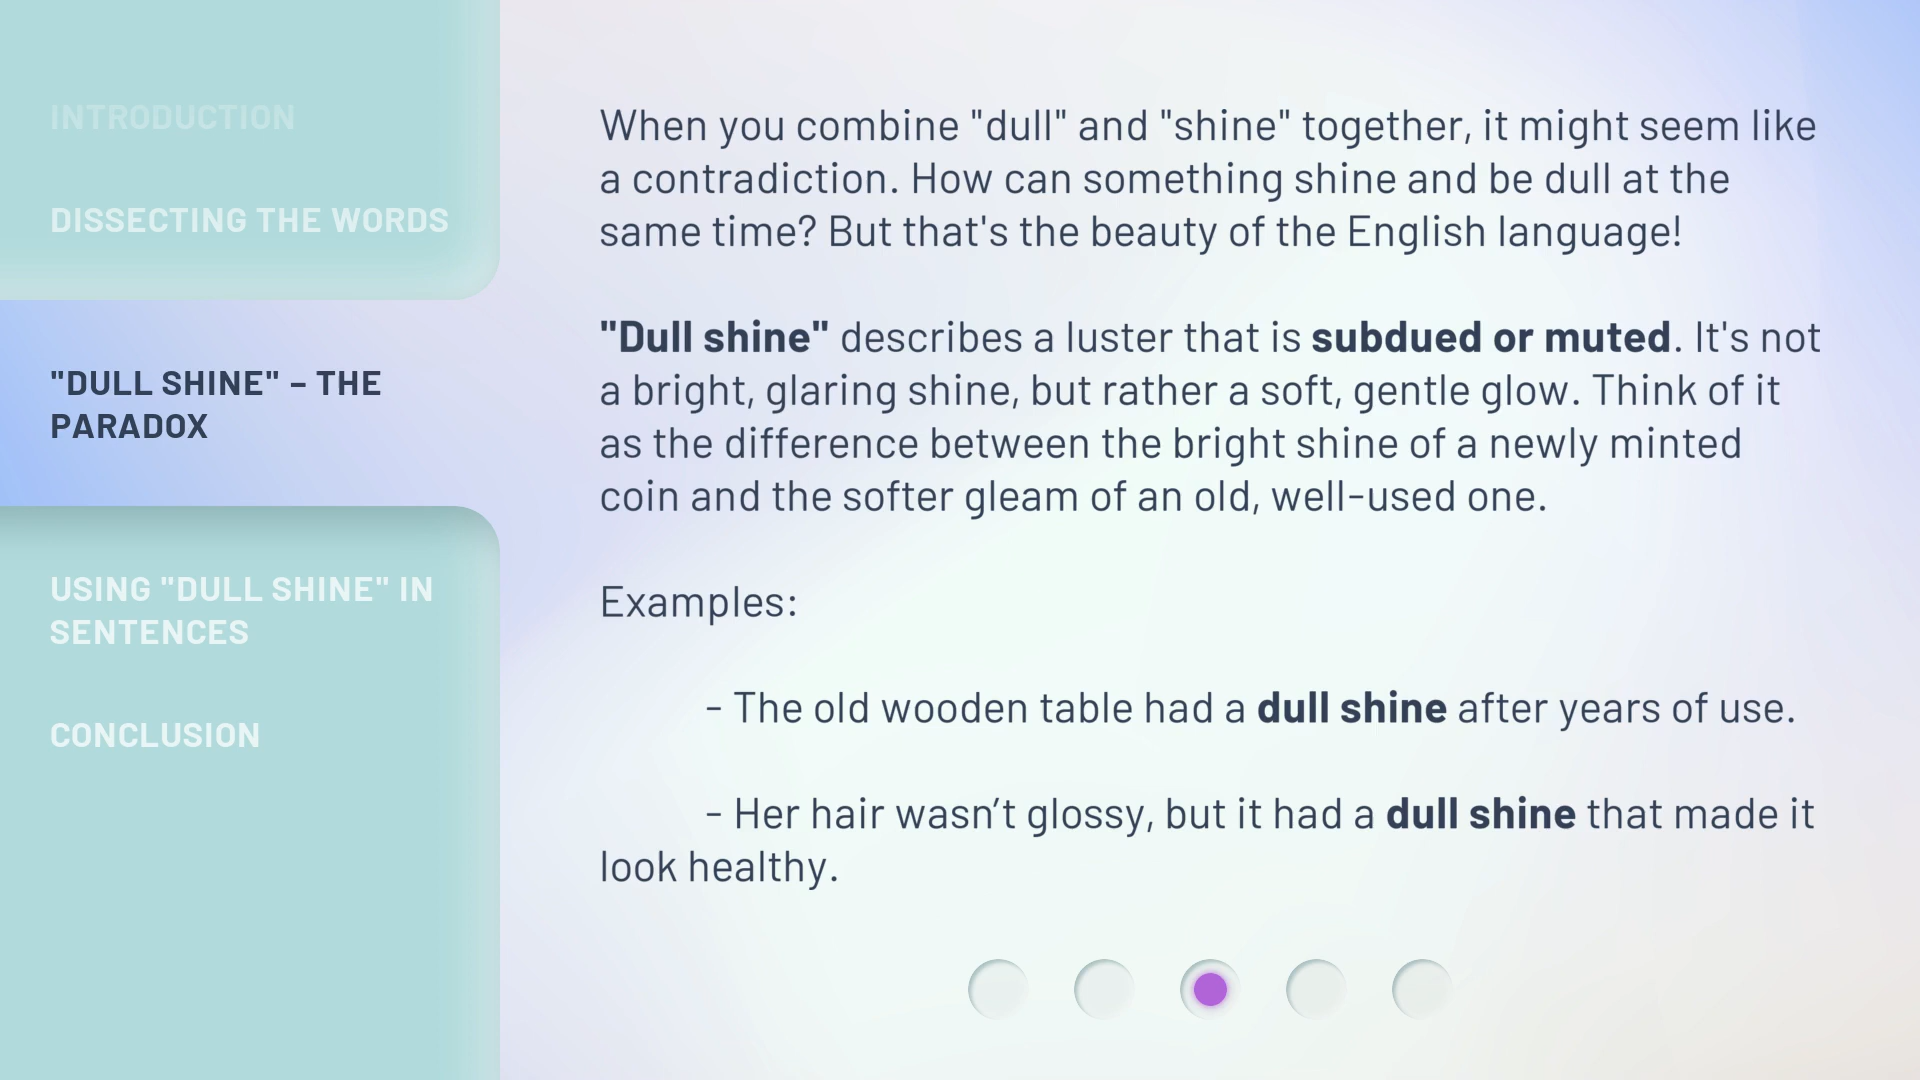 INTRODUCTION
DISSECTING THE WORDS
"DULL SHINE" – THE
PARADOX
USING "DULL SHINE" IN
SENTENCES
CONCLUSION
When you combine "dull" and "shine" together, it might seem like
a contradiction. How can something shine and be dull at the
same time? But that's the beauty of the English language!
"Dull shine" describes a luster that is subdued or muted. It's not
a bright, glaring shine, but rather a soft, gentle glow. Think of it
as the difference between the bright shine of a newly minted
coin and the softer gleam of an old, well-used one.
Examples:
- The old wooden table had a dull shine after years of use.
- Her hair wasn’t glossy, but it had a dull shine that made it
look healthy.